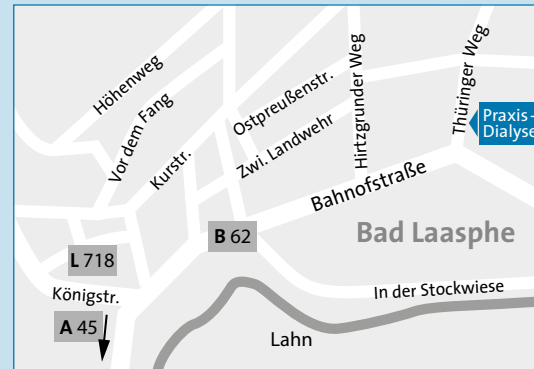 Höhenweg
Vor dem Fang
Kurstr.
Ostpreußenstr.
Zwi. Landwehr
Hirtzgrunder Weg
Thüringer Weg
Praxis –
Dialyse
Bahnofstraße
B 62
Bad Laasphe
L 718
Königstr.
In der Stockwiese
A 45
Lahn